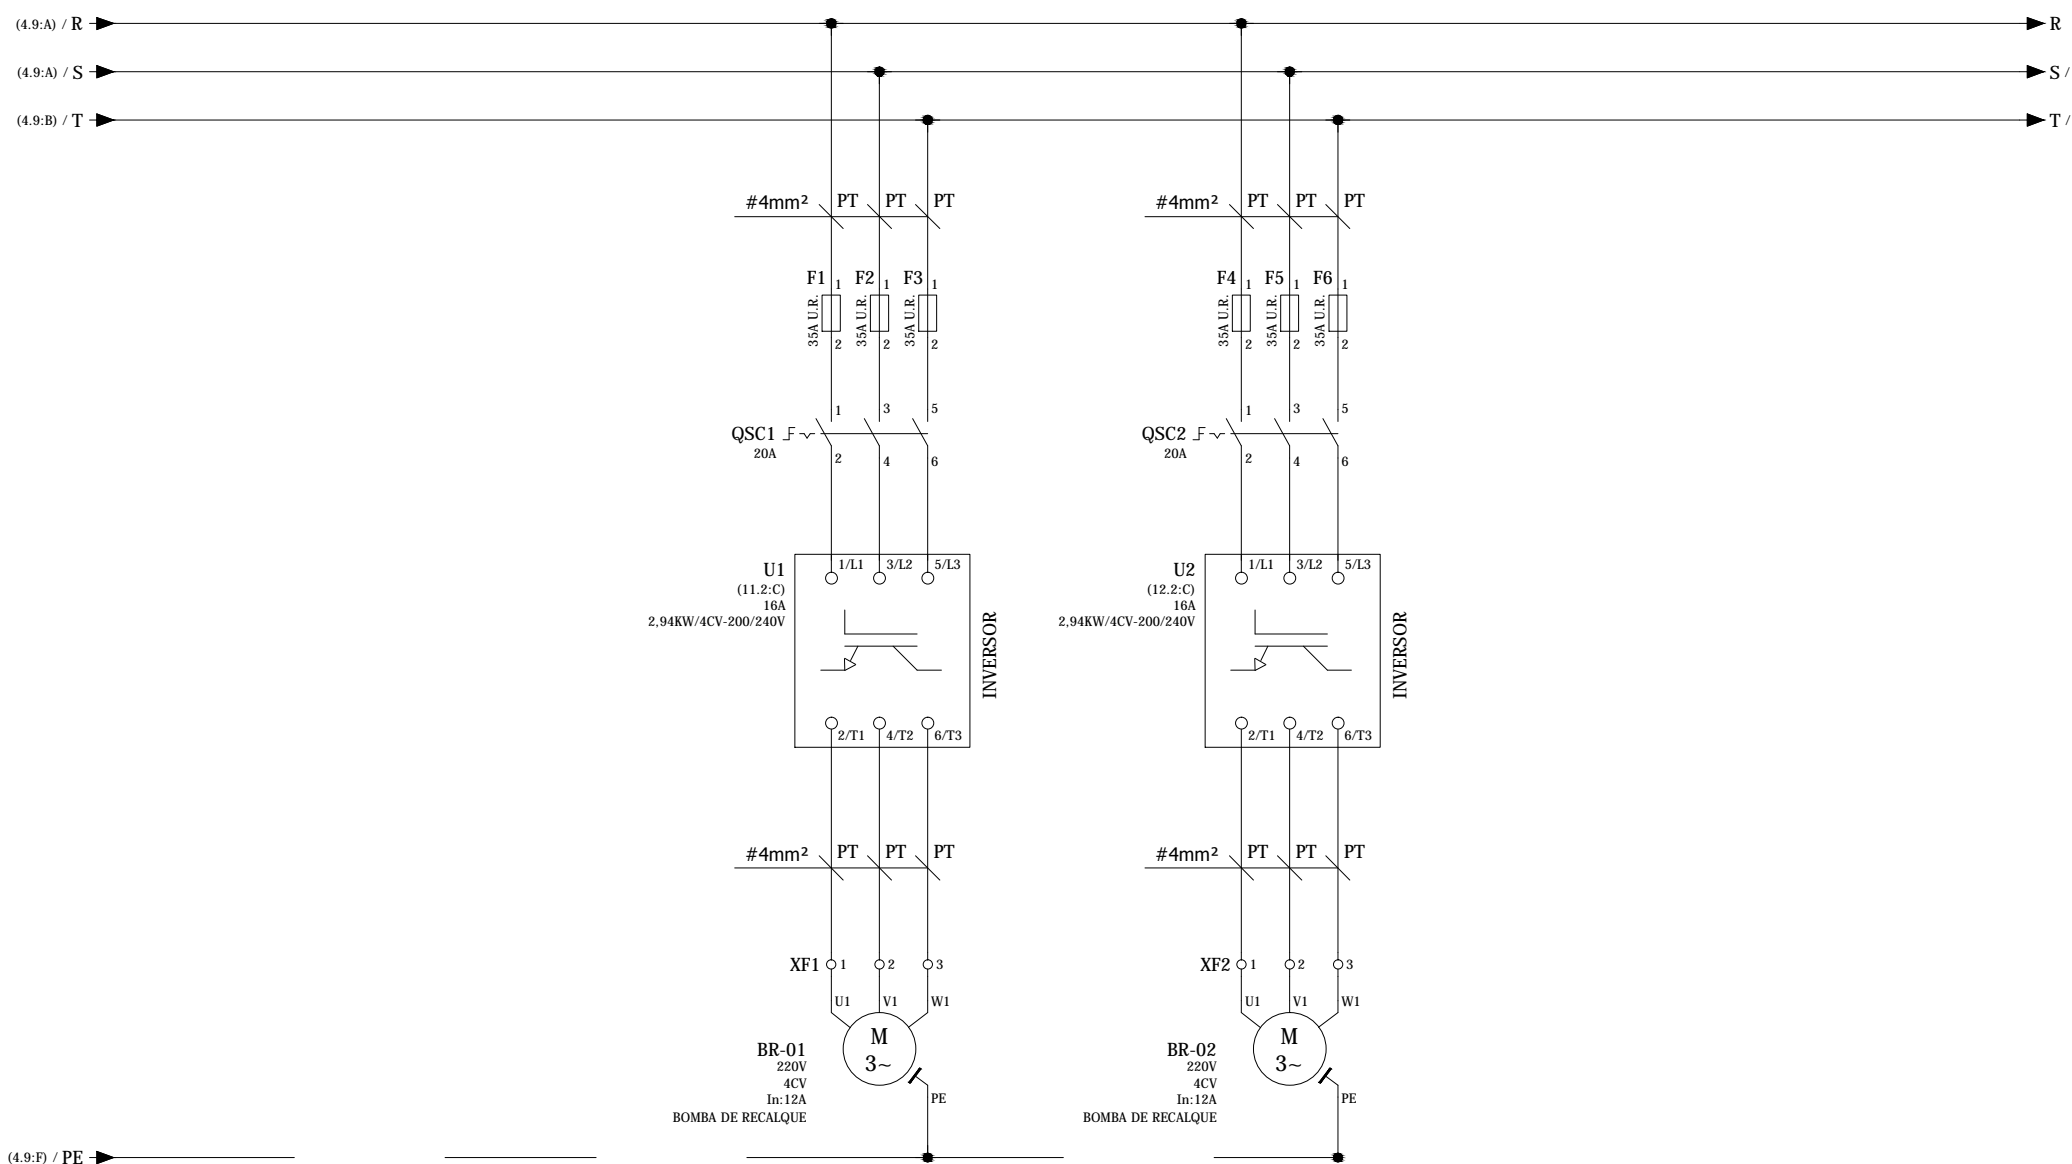 (4.9:A) / R R
(4.9:A) / S S /
(4.9:B) / T T /
#4mm² PT PT PT #4mm² PT PT PT
F1 F2 F3 F4 F5 F6
1 1 1 1 1 1
35A U.R. 35A U.R. 35A U.R. 35A U.R. 35A U.R. 35A U.R.
2 2 2 2 2 2
1 3 5 1 3 5
QSC1 QSC2
20A 20A
2 4 6 2 4 6
1/L1 3/L2 5/L3 1/L1 3/L2 5/L3
U1 U2
(11.2:C) (12.2:C)
16A 16A
2,94KW/4CV-200/240V 2,94KW/4CV-200/240V
INVERSOR INVERSOR
2/T1 4/T2 6/T3 2/T1 4/T2 6/T3
#4mm² PT PT PT #4mm² PT PT PT
XF1 1 2 3 XF2 1 2 3
U1 V1 W1 U1 V1 W1
M M
3~ 3~
BR-01 BR-02
220V 220V
4CV 4CV
In:12A In:12A
PE PE
BOMBA DE RECALQUE BOMBA DE RECALQUE
(4.9:F) / PE